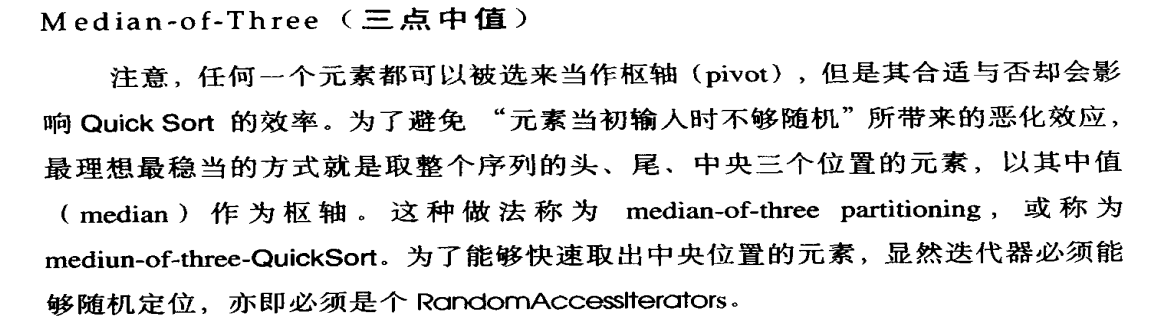 Median-of-Three（三点中值）
注意，任何一个元素都可以被选来当作枢轴（pivot），但是其合适与否却会影
响 Quick Sort 的效率。为了避免 “元素当初输入时不够随机”所带来的恶化效应，
最理想最稳当的方式就是取整个序列的头、尾、中央三个位置的元素，以其中值
（median）作为枢轴。这种做法称为 median-of-three partitioning，或称为
mediun-of-three-QuickSort。为了能够快速取出中央位置的元素，显然迭代器必须能
够随机定位，亦即必须是个 RandomAccessIterators。